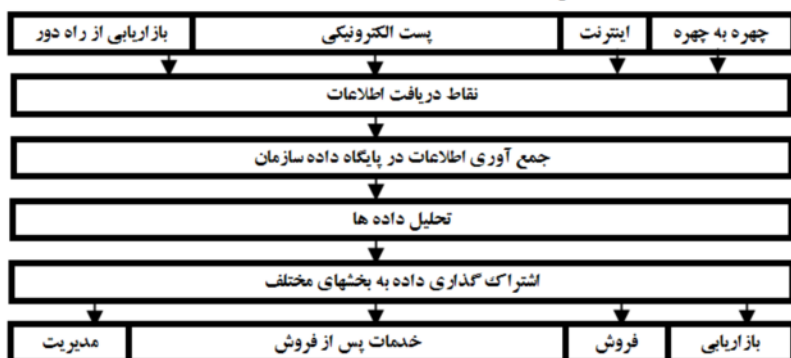 چهره به چهره اینترنت پست الکترونیکی بازاریابی از راه دور
نقاط دریافت اطلاعات
جمع آوری اطلاعات در پایگاه داده سازمان
تحلیل داده ها
اشتراک گذاری داده به بخشهای مختلف
بازاریابی فروش خدمات پس از فروش مدیریت